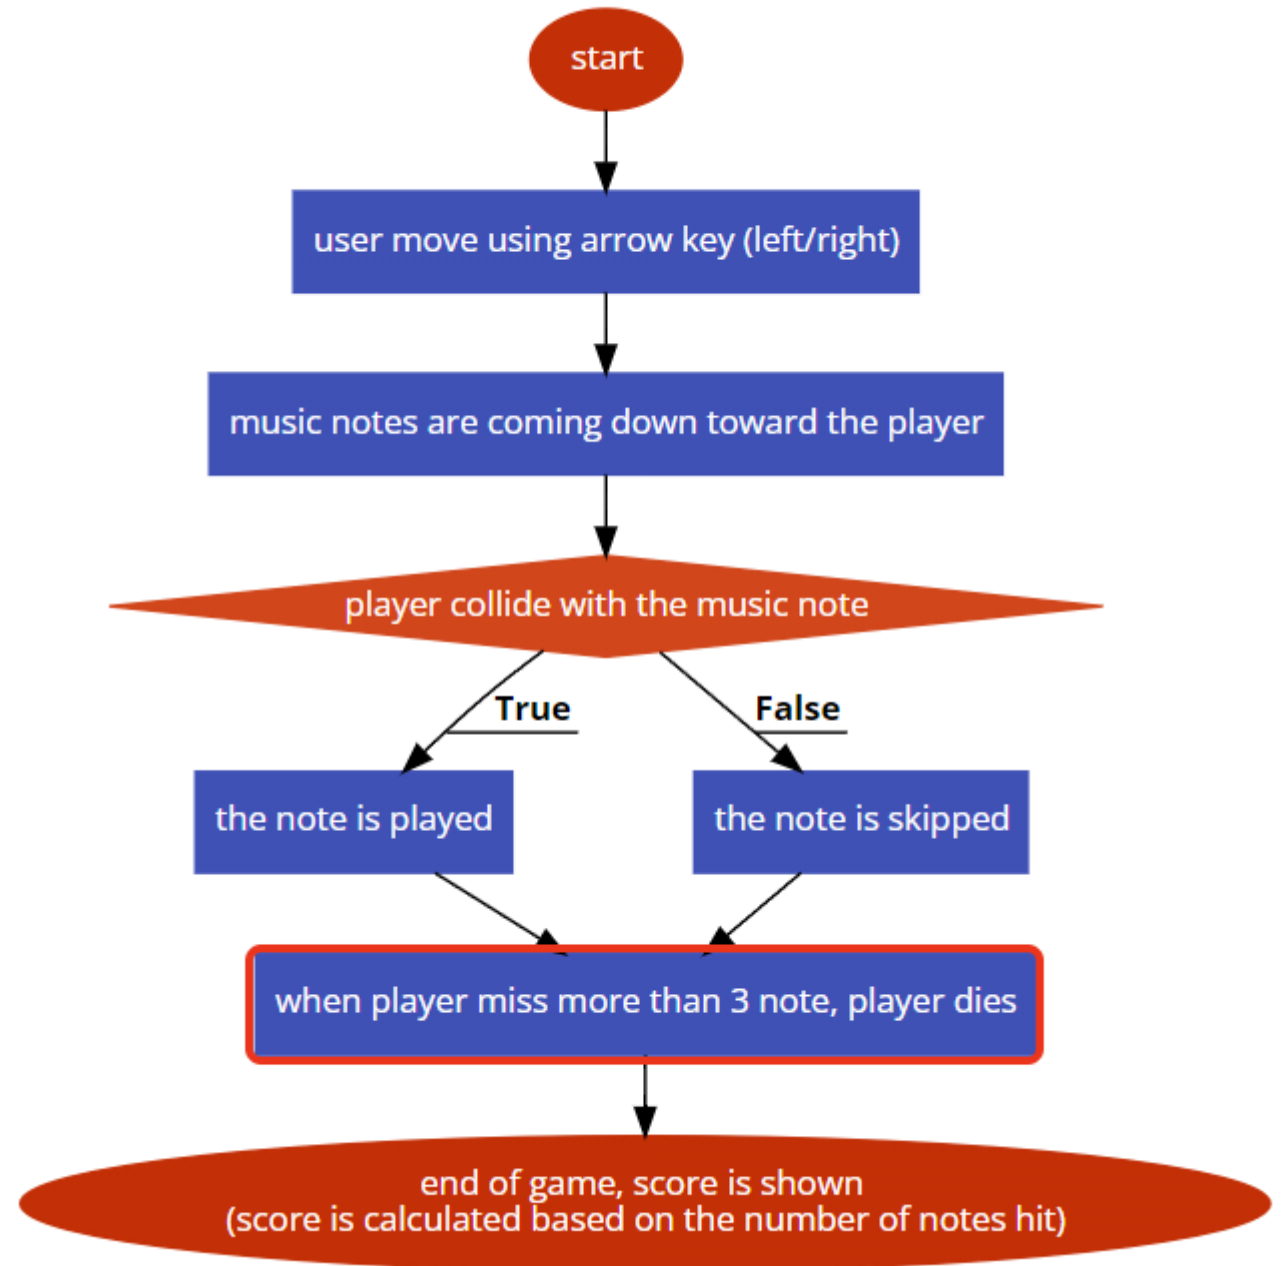 start
user move using arrow key (left/right)
music notes are coming down toward the player
player collide with the music note
True
False
the note is played
the note is skipped
when player miss more than 3 note, player dies
end of game, score is shown
(score is calculated based on the number of notes hit)